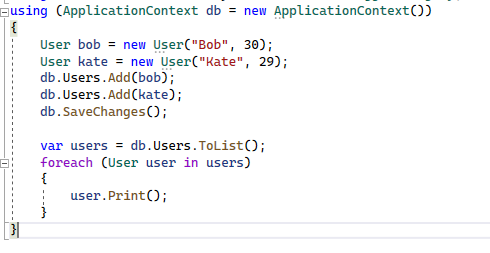 using (ApplicationContext db = new ApplicationContext())
{
    User bob = new User("Bob", 30);
    User kate = new User("Kate", 29);
    db.Users.Add(bob);
    db.Users.Add(kate);
    db.SaveChanges();

    var users = db.Users.ToList();
    foreach (User user in users)
    {
        user.Print();
    }
}